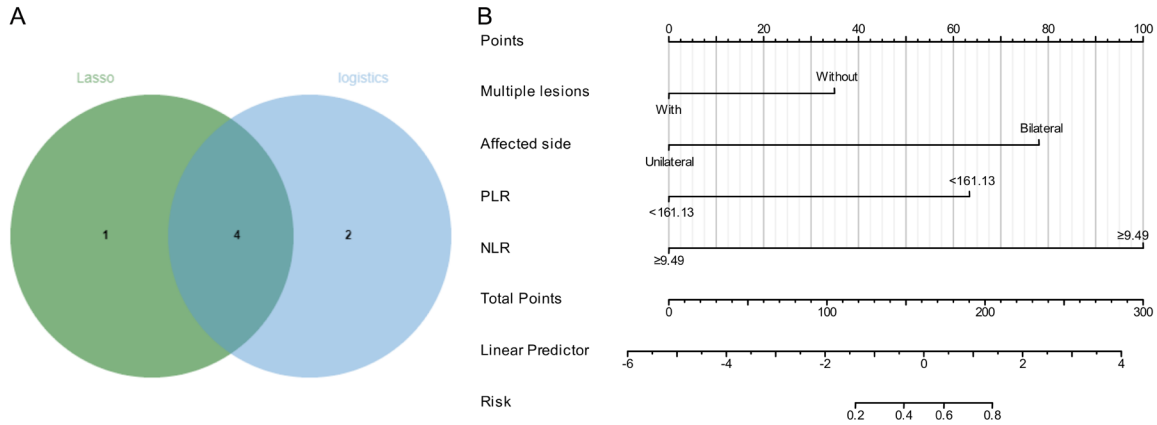 A
Lasso
logistics
1
4
2
B
Points
0 20 40 60 80 100
Multiple lesions
Without
With
Affected side
Bilateral
Unilateral
PLR
<161.13
<161.13
NLR
≥9.49
≥9.49
Total Points
0 100 200 300
Linear Predictor
-6 -4 -2 0 2 4
Risk
0.2 0.4 0.6 0.8